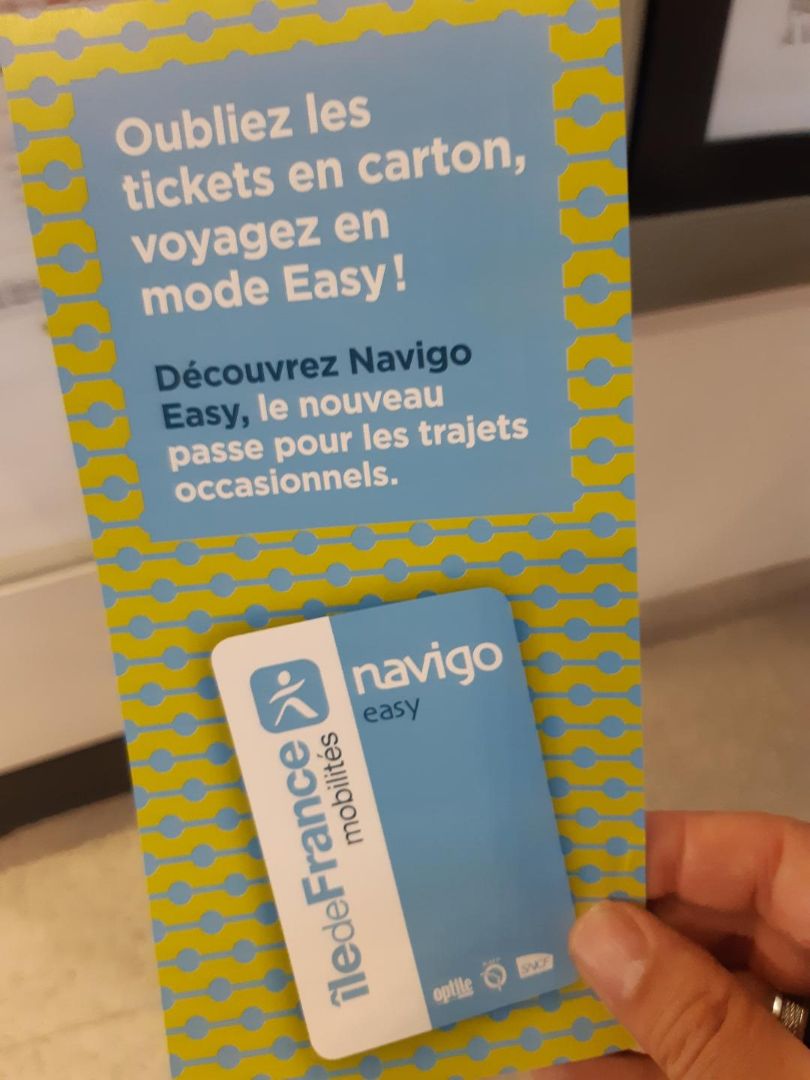 Oubliez les
tickets en carton,
voyagez en
mode Easy !
Découvrez Navigo
Easy, le nouveau
passe pour les trajets
occasionnels.
navigo
easy
îledeFrance
mobilités
optile
SNCF